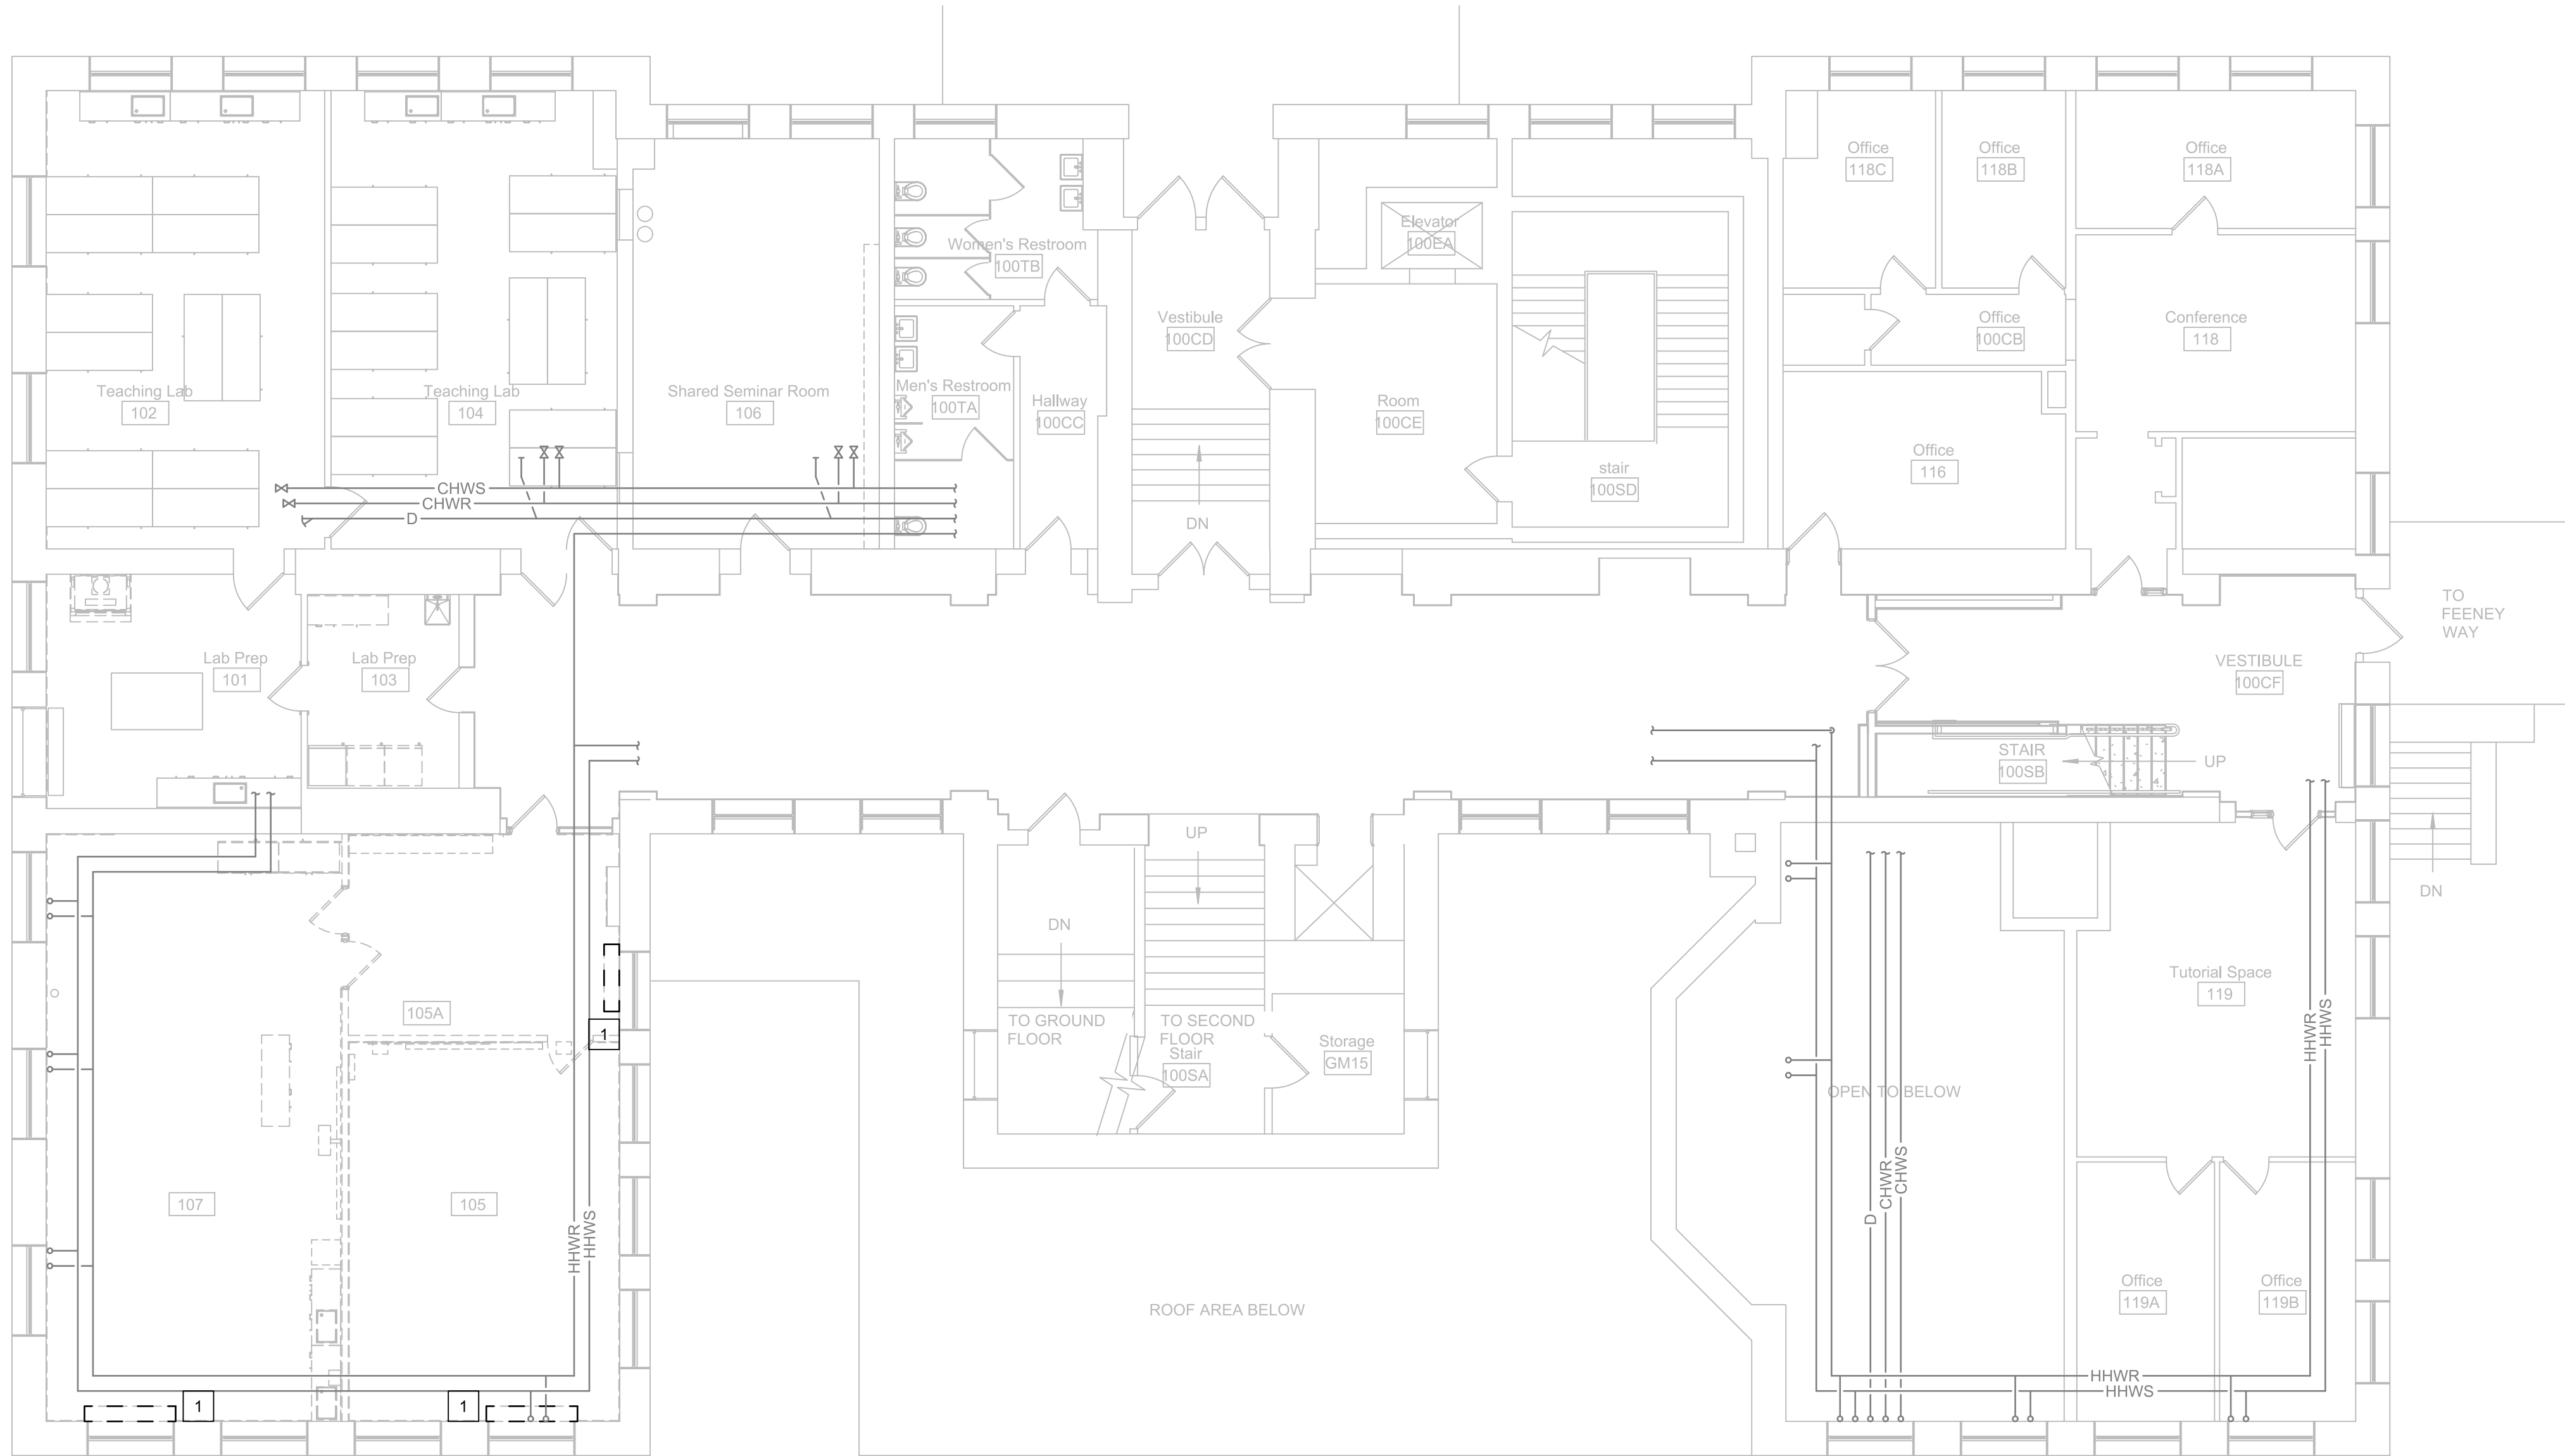 Office
118C
Office
118B
Office
118A
Elevator
100EA
Women's Restroom
100TB
Vestibule
100CD
Office
100CB
Conference
118
Teaching Lab
102
Teaching Lab
104
Shared Seminar Room
106
Men's Restroom
100TA
Hallway
100CC
Room
100CE
Office
116
stair
100SD
CHWS
CHWR
D
DN
TO
FEENEY
WAY
Lab Prep
101
Lab Prep
103
VESTIBULE
100CF
STAIR
100SB
UP
UP
DN
DN
Tutorial Space
119
105A
1
TO GROUND
FLOOR
TO SECOND
FLOOR
Stair
100SA
Storage
GM15
HHWR
HHWS
OPEN TO BELOW
107
105
HHWR
HHWS
D
CHWR
CHWS
Office
119A
Office
119B
ROOF AREA BELOW
HHWR
HHWS
1
1